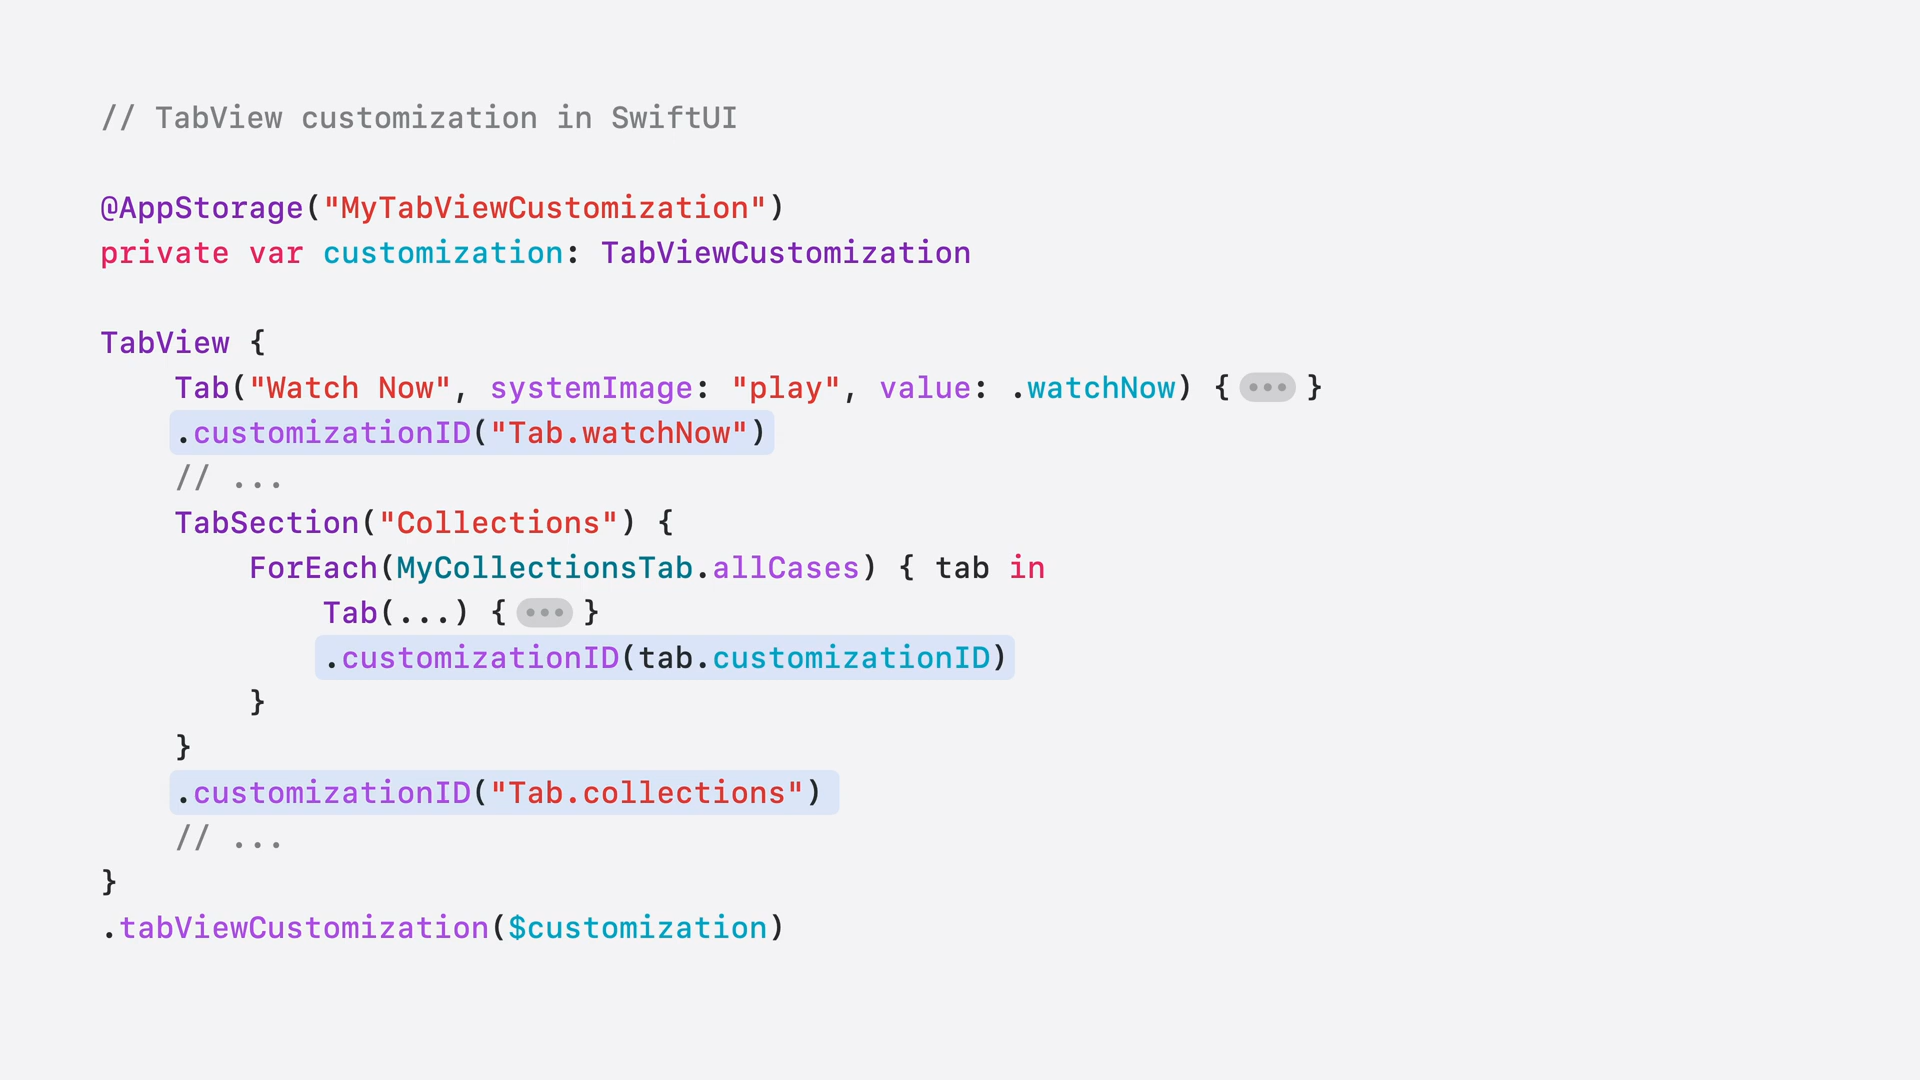 // TabView customization in SwiftUI
@AppStorage("MyTabViewCustomization")
private var customization: TabViewCustomization
TabView {
Tab("Watch Now", systemImage: "play", value: .watchNow) { ••• }
.customizationID("Tab.watchNow")
// ...
TabSection("Collections") {
ForEach(MyCollectionsTab.allCases) { tab in
Tab(...) { ••• }
.customizationID(tab.customizationID)
}
}
.customizationID("Tab.collections")
// ...
}
.tabViewCustomization($customization)